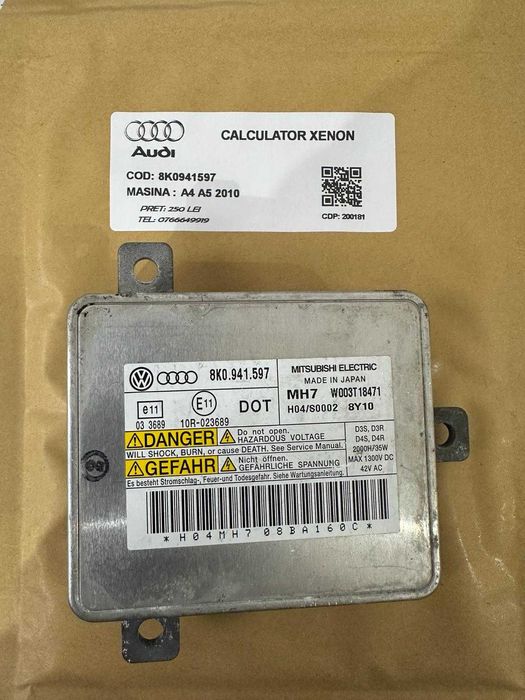 Audi
CALCULATOR XENON
COD: 8K0941597
MASINA : A4 A5 2010
PRET: 250 LEI
TEL: 0766649919
CDP: 200181
VW
8K0.941.597
e11
03 3689
E11
10R-023689
DOT
MITSUBISHI ELECTRIC
MADE IN JAPAN
MH7 W003T18471
H04/S0002 8Y10
DANGER
Do not open.
HAZARDOUS VOLTAGE
WILL SHOCK, BURN, or cause DEATH. See Service Manual.
GEFAHR
Nicht öffnen.
GEFÄHRLICHE SPANNUNG
Es besteht Stromschlag-, Feuer-und Todesgefahr. Siehe Wartungsanleitung.
D3S, D3R
D4S, D4R
2000H/35W
MAX 1300V DC
42V AC
*H04MH708BA160C*